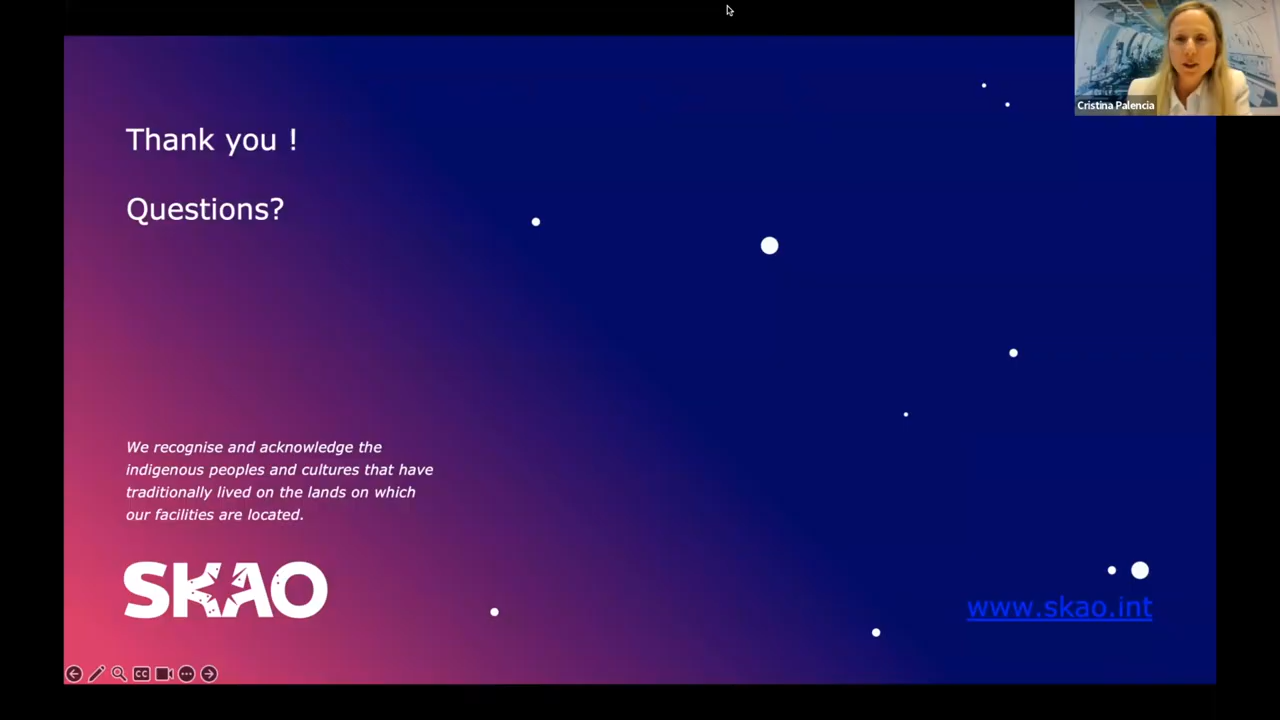 Cristina Palencia
Thank you !
Questions?
We recognise and acknowledge the
indigenous peoples and cultures that have
traditionally lived on the lands on which
our facilities are located.
SKAO
www.skao.int
CC